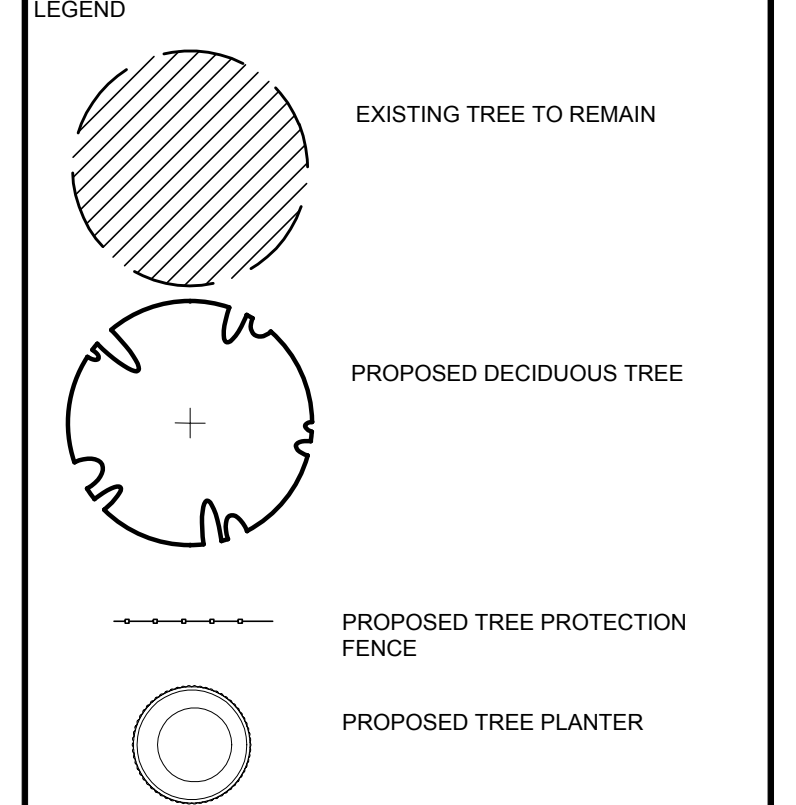 LEGEND
EXISTING TREE TO REMAIN
PROPOSED DECIDUOUS TREE
PROPOSED TREE PROTECTION
FENCE
PROPOSED TREE PLANTER